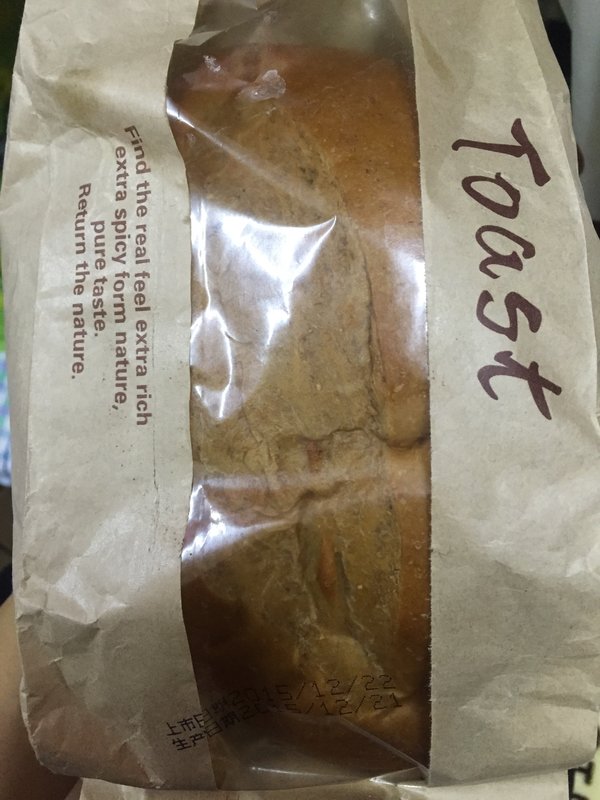 Toast
Find the real feel extra rich
extra spicy form nature,
pure taste.
Return the nature.
上市日期2015/12/22
生产日期2015/12/21